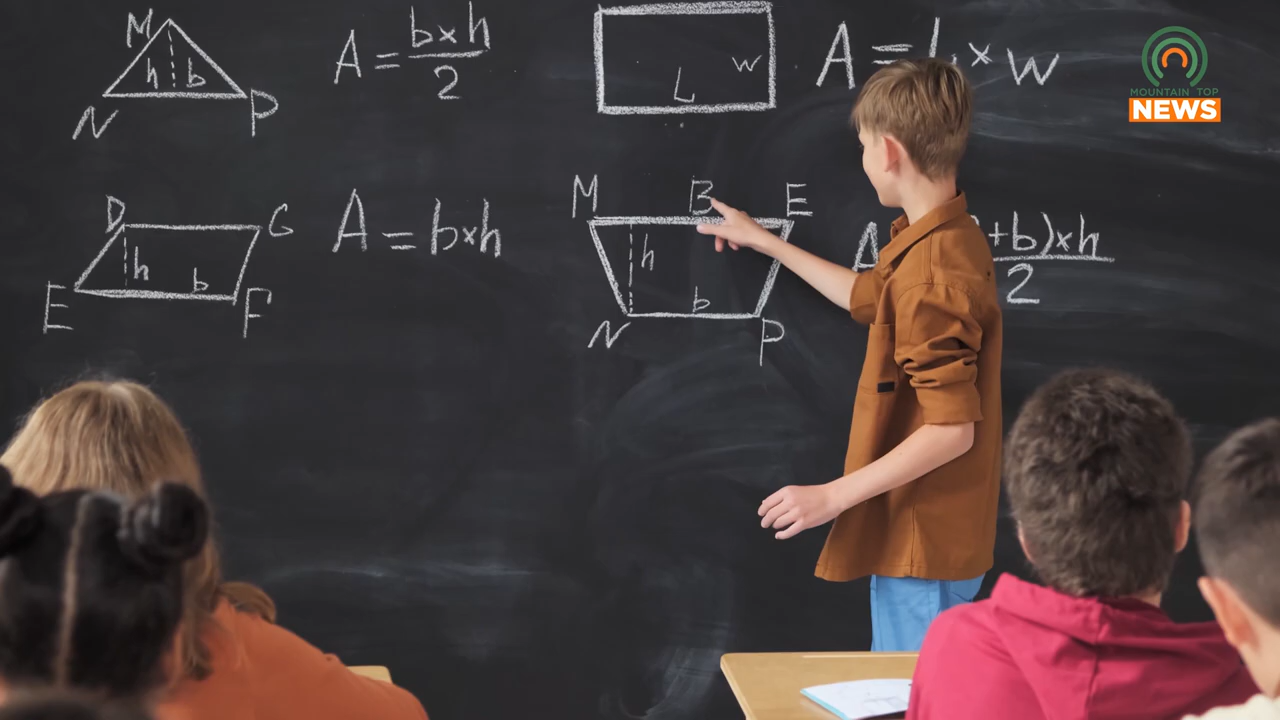 M
h b
N P
A = b×h
2
L w
A = L × w
D G
h
b
E F
A = b×h
M B E
h
b
N P
A
+b)×h
2
MOUNTAIN TOP
NEWS